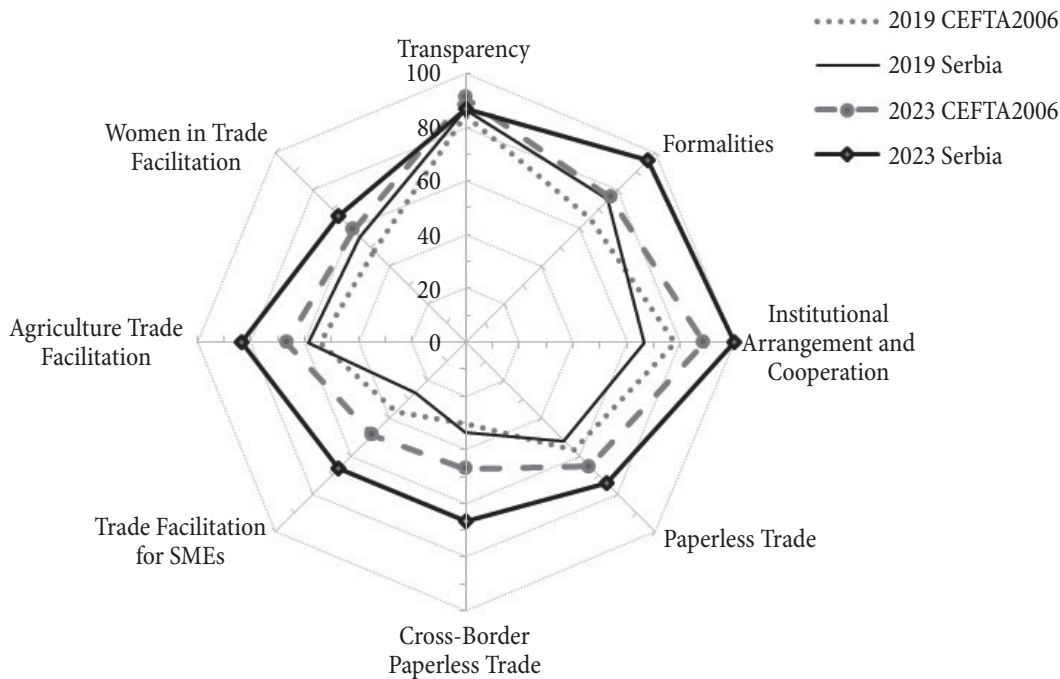 2019 CEFTA2006
2019 Serbia
2023 CEFTA2006
2023 Serbia
Transparency
100
80
60
40
20
0
Formalities
Institutional
Arrangement and
Cooperation
Paperless Trade
Cross-Border
Paperless Trade
Trade Facilitation
for SMEs
Agriculture Trade
Facilitation
Women in Trade
Facilitation